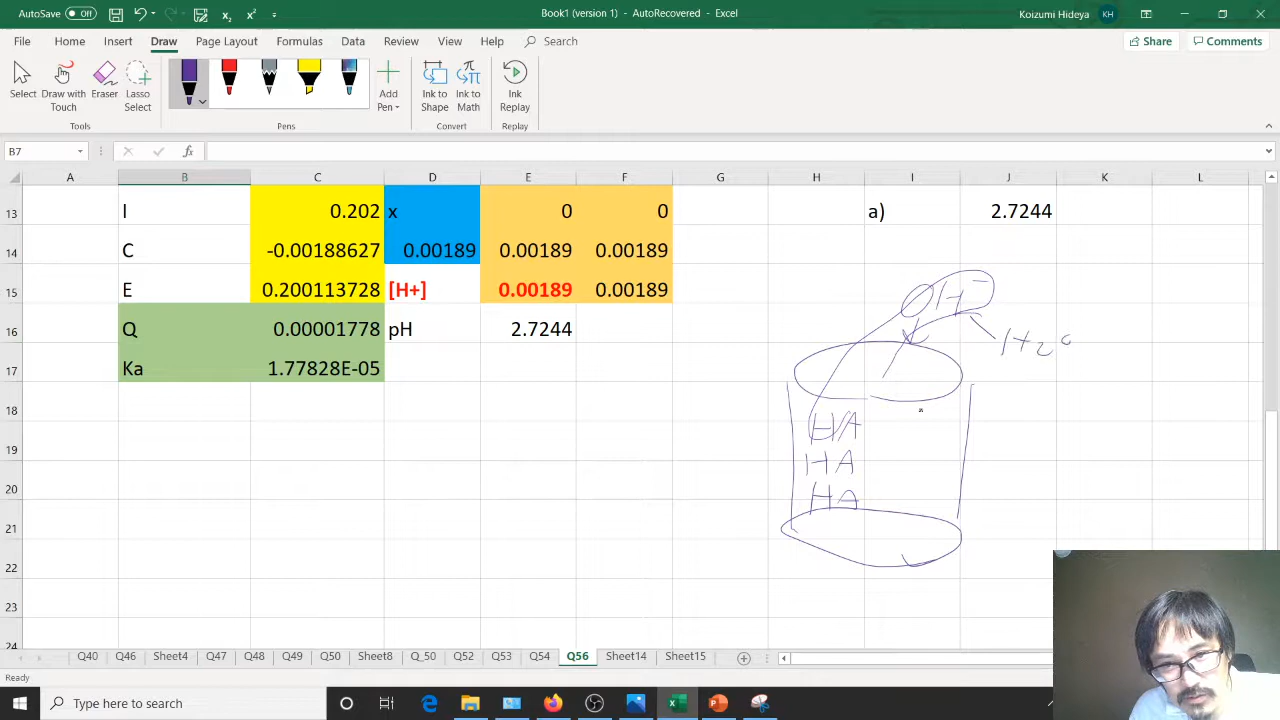 AutoSave Off
Book1 (version 1) - AutoRecovered - Excel
Koizumi Hideya KH
File Home Insert Draw Page Layout Formulas Data Review View Help Search
Share Comments
Select Draw with Touch Eraser Lasso Select Add Pen Ink to Shape Ink to Math Ink Replay
Tools Pens Convert Replay
B7 fx
A B C D E F G H I J K L
13 I 0.202 x 0 0 a) 2.7244
14 C -0.00188627 0.00189 0.00189 0.00189
15 E 0.200113728 [H+] 0.00189 0.00189
OH⁻
16 Q 0.00001778 pH 2.7244
H₂O
17 Ka 1.77828E-05
18
HA
19
HA
20
HA
21
22
23
24
Q40 Q46 Sheet4 Q47 Q48 Q49 Q50 Sheet8 Q_50 Q52 Q53 Q54 Q56 Sheet14 Sheet15
Ready
Type here to search